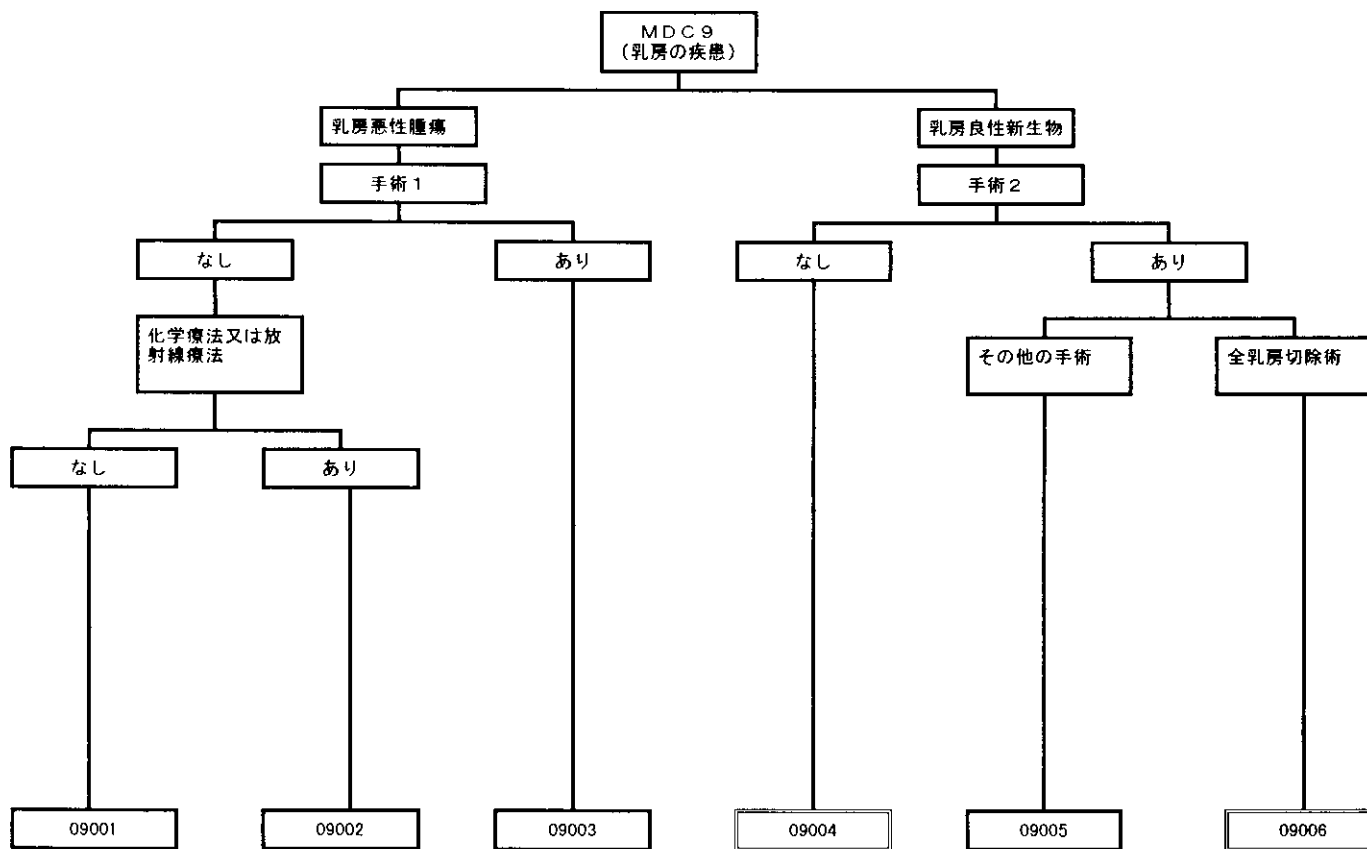 MDC9
(乳房の疾患)
乳房悪性腫瘍
乳房良性新生物
手術1
手術2
なし
あり
なし
あり
化学療法又は放
射線療法
その他の手術
全乳房切除術
なし
あり
09001
09002
09003
09004
09005
09006